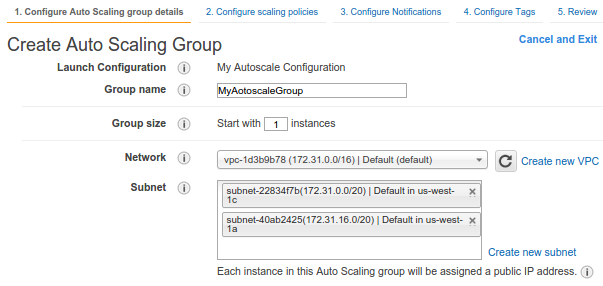 1. Configure Auto Scaling group details 2. Configure scaling policies 3. Configure Notifications 4. Configure Tags 5. Review
Create Auto Scaling Group Cancel and Exit
Launch Configuration i My Autoscale Configuration
Group name i MyAotoscaleGroup
Group size i Start with 1 instances
Network i vpc-1d3b9b78 (172.31.0.0/16) | Default (default) Create new VPC
Subnet i subnet-22834f7b(172.31.0.0/20) | Default in us-west-
1c
subnet-40ab2425(172.31.16.0/20) | Default in us-west-
1a
Create new subnet
Each instance in this Auto Scaling group will be assigned a public IP address. i